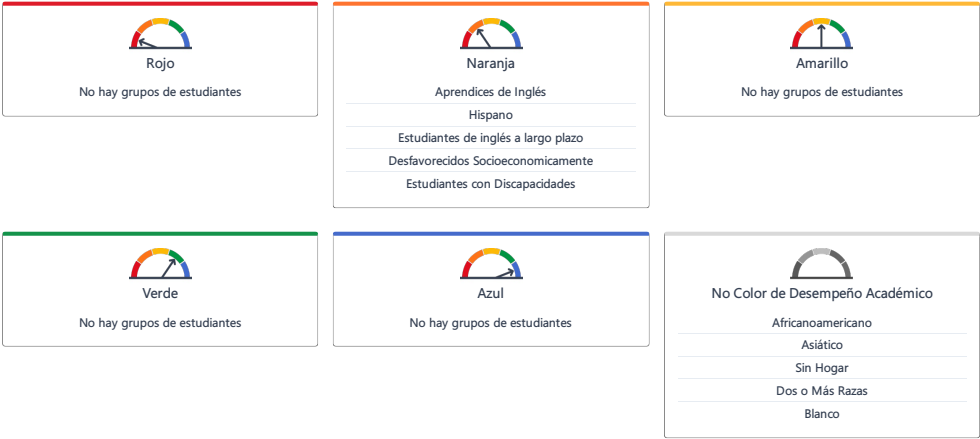 Rojo
No hay grupos de estudiantes
Naranja
Aprendices de Inglés
Hispano
Estudiantes de inglés a largo plazo
Desfavorecidos Socioeconomicamente
Estudiantes con Discapacidades
Amarillo
No hay grupos de estudiantes
Verde
No hay grupos de estudiantes
Azul
No hay grupos de estudiantes
No Color de Desempeño Académico
Africanoamericano
Asiático
Sin Hogar
Dos o Más Razas
Blanco